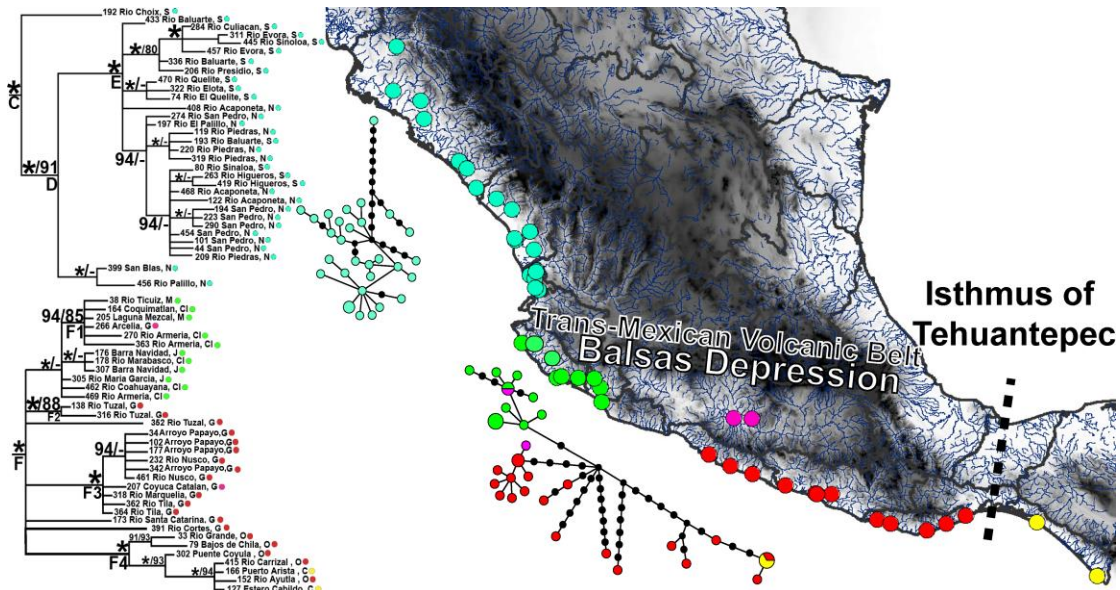 192 Rio Choix, S
433 Rio Baluarte, S
284 Rio Culiacan, S
311 Rio Evora, S
445 Rio Sinoloa, S
457 Rio Evora, S
*/80
336 Rio Baluarte, S
206 Rio Presidio, S
*
E
470 Rio Quelite, S
*/-
322 Rio Elota, S
74 Rio El Quelite, S
*
C
408 Rio Acaponeta, N
274 Rio San Pedro, N
197 Rio El Palillo, N
119 Rio Piedras, N
*/-
193 Rio Baluarte, S
94/-
220 Rio Piedras, N
319 Rio Piedras, N
*/91
D
80 Rio Sinaloa, S
*/-
263 Rio Higueros, S
419 Rio Higueros, S
468 Rio Acaponeta, N
122 Rio Acaponeta, N
194 San Pedro, N
*/-
223 San Pedro, N
290 San Pedro, N
94/-
454 San Pedro, N
101 San Pedro, N
44 San Pedro, N
209 Rio Piedras, N
*/-
399 San Blas, N
456 Rio Palillo, N
38 Rio Ticuiz, M
94/85
164 Coquimatlan, Cl
205 Laguna Mezcal, M
F1
266 Arcelia, G
270 Rio Armeria, Cl
363 Rio Armeria, Cl
*/-
*/-
176 Barra Navidad, J
178 Rio Marabasco, Cl
307 Barra Navidad, J
305 Rio Maria Garcia, J
462 Rio Coahuayana, Cl
469 Rio Armeria, Cl
*/88
138 Rio Tuzal, G
F2
316 Rio Tuzal, G
352 Rio Tuzal, G
*
F
34 Arroyo Papayo,G
94/-
102 Arroyo Papayo,G
177 Arroyo Papayo,G
232 Rio Nusco, G
342 Arroyo Papayo,G
*
F3
461 Rio Nusco, G
207 Coyuca Catalan, G
318 Rio Marquelia, G
362 Rio Tila, G
364 Rio Tila, G
173 Rio Santa Catarina, G
391 Rio Cortes, G
*
F4
91/93
33 Rio Grande, O
79 Bajos de Chila, O
302 Puente Coyula, O
*/93
415 Rio Carrizal , O
*/94
166 Puerto Arista , C
152 Rio Ayutla , O
127 Estero Cabildo, C
Trans-Mexican Volcanic Belt
Balsas Depression
Isthmus of
Tehuantepec